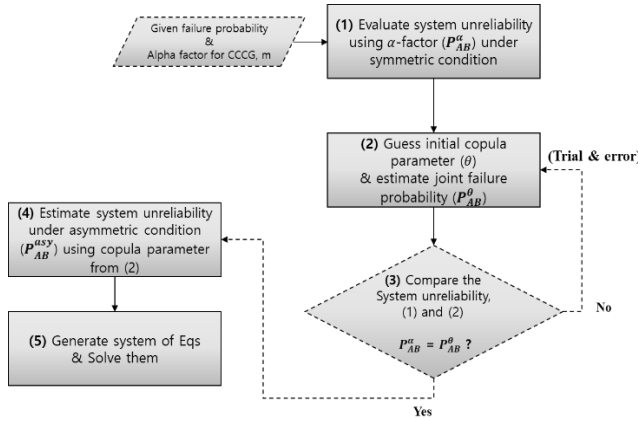 Given failure probability
&
Alpha factor for CCCG, m
(1) Evaluate system unreliability
using α-factor (P^α_AB) under
symmetric condition
(2) Guess initial copula
parameter (θ)
& estimate joint failure
probability (P^θ_AB)
(Trial & error)
(3) Compare the
System unreliability,
(1) and (2)
P^α_AB = P^θ_AB ?
No
Yes
(4) Estimate system unreliability
under asymmetric condition
(P^asy_AB) using copula parameter
from (2)
(5) Generate system of Eqs
& Solve them